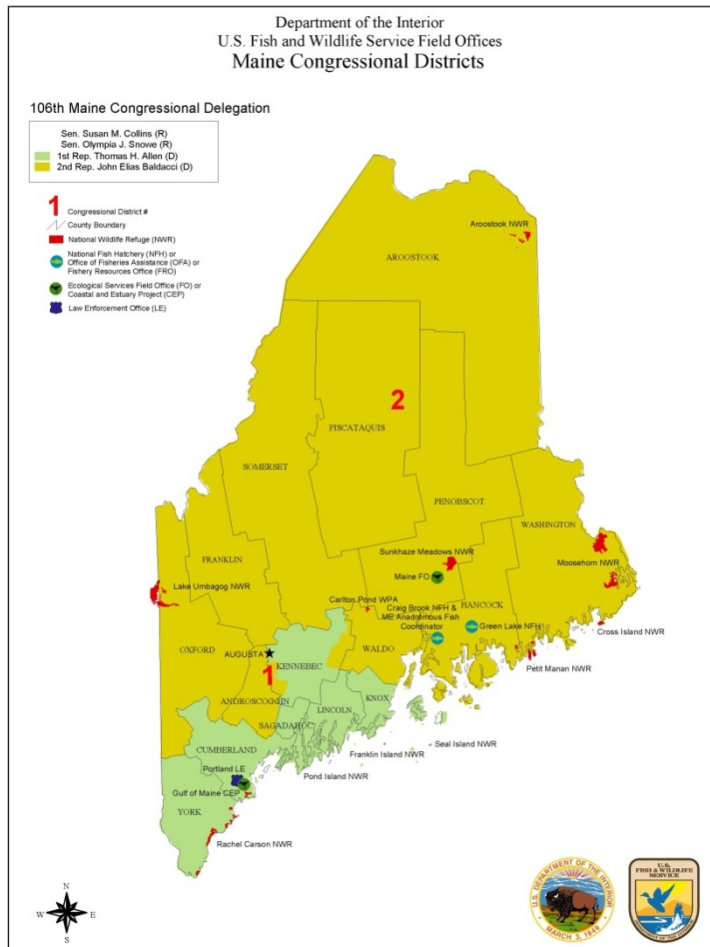 Department of the Interior
U.S. Fish and Wildlife Service Field Offices
Maine Congressional Districts
106th Maine Congressional Delegation
Sen. Susan M. Collins (R)
Sen. Olympia J. Snowe (R)
1st Rep. Thomas H. Allen (D)
2nd Rep. John Elias Baldacci (D)
1 Congressional District #
County Boundary
National Wildlife Refuge (NWR)
National Fish Hatchery (NFH) or
Office of Fisheries Assistance (OFA) or
Fishery Resources Office (FRO)
Ecological Services Field Office (FO) or
Coastal and Estuary Project (CEP)
Law Enforcement Office (LE)
Aroostook NWR
AROOSTOOK
2
PISCATAQUIS
SOMERSET
PENOBSCOT
WASHINGTON
FRANKLIN
Sunkhaze Meadows NWR
Moosehorn NWR
Maine FO
Lake Umbagog NWR
Carlton Pond WPA
HANCOCK
Craig Brook NFH &
ME Anadromous Fish
Coordinator
Green Lake NFH
Cross Island NWR
OXFORD
AUGUSTA
KENNEBEC
WALDO
Petit Manan NWR
1
ANDROSCOGGIN
KNOX
LINCOLN
SAGADAHOC
Seal Island NWR
CUMBERLAND
Franklin Island NWR
Portland LE
Pond Island NWR
Gulf of Maine CEP
YORK
Rachel Carson NWR
N
W E
S
U.S. DEPARTMENT OF THE INTERIOR
MARCH 3, 1849
U.S.
FISH & WILDLIFE
SERVICE
DEPARTMENT OF THE INTERIOR